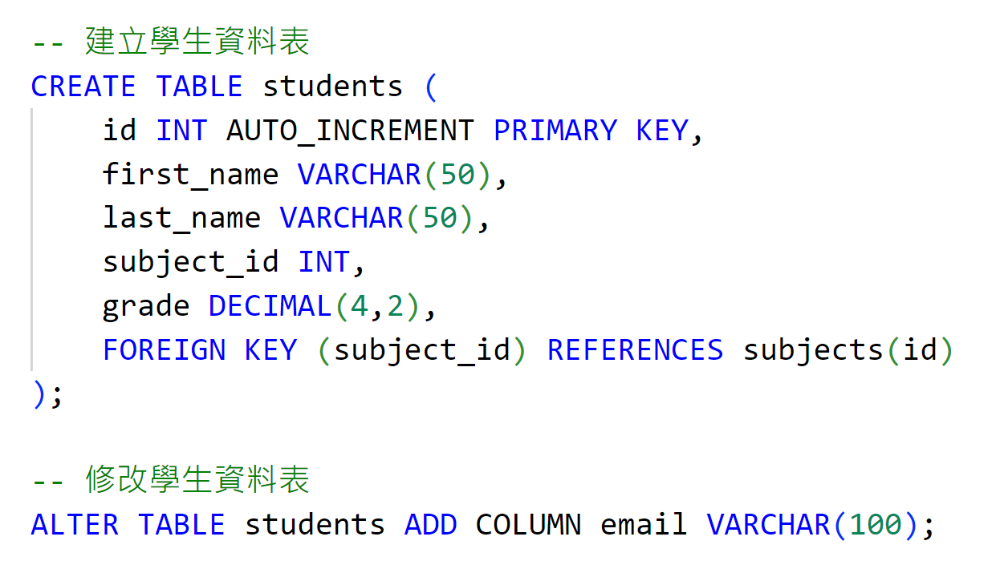 -- 建立學生資料表
CREATE TABLE students (
    id INT AUTO_INCREMENT PRIMARY KEY,
    first_name VARCHAR(50),
    last_name VARCHAR(50),
    subject_id INT,
    grade DECIMAL(4,2),
    FOREIGN KEY (subject_id) REFERENCES subjects(id)
);
-- 修改學生資料表
ALTER TABLE students ADD COLUMN email VARCHAR(100);